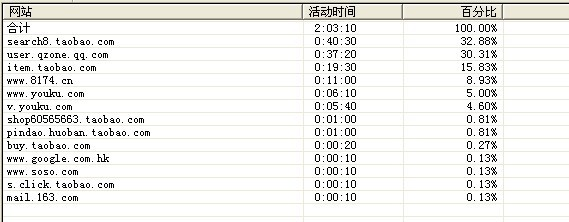 网站 活动时间 百分比
合计 2:03:10 100.00%
search8.taobao.com 0:40:30 32.88%
user.qzone.qq.com 0:37:20 30.31%
item.taobao.com 0:19:30 15.83%
www.8174.cn 0:11:00 8.93%
www.youku.com 0:06:10 5.00%
v.youku.com 0:05:40 4.60%
shop60565663.taobao.com 0:01:00 0.81%
pindao.huoban.taobao.com 0:01:00 0.81%
buy.taobao.com 0:00:20 0.27%
www.google.com.hk 0:00:10 0.13%
www.soso.com 0:00:10 0.13%
s.click.taobao.com 0:00:10 0.13%
mail.163.com 0:00:10 0.13%